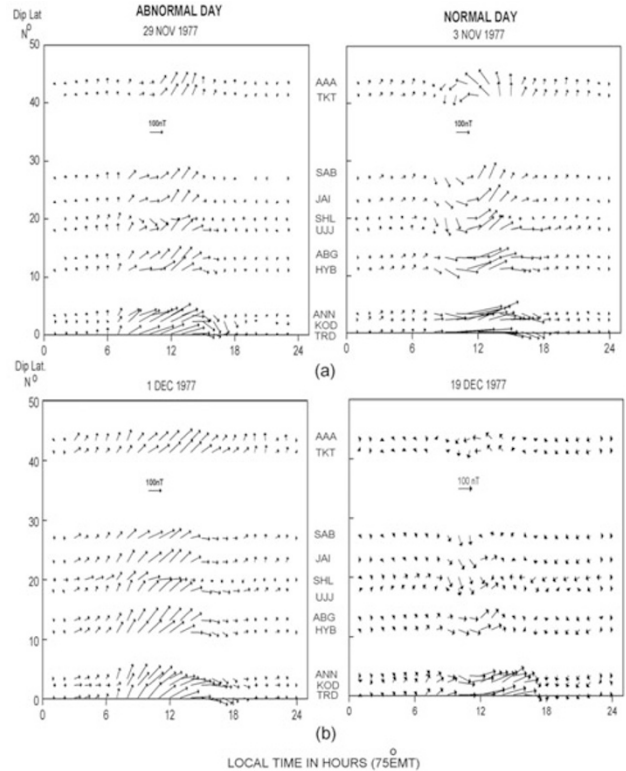 ABNORMAL DAY
NORMAL DAY
Dip Lat
N°
29 NOV 1977
3 NOV 1977
50
40
30
20
10
0
100nT
100nT
AAA
TKT
SAB
JAI
SHL
UJJ
ABG
HYB
ANN
KOD
TRD
0 6 12 18 24
0 6 12 18 24
(a)
Dip Lat.
N°
1 DEC 1977
19 DEC 1977
50
40
30
20
10
0
100nT
100 nT
AAA
TKT
SAB
JAI
SHL
UJJ
ABG
HYB
ANN
KOD
TRD
0 6 12 18 24
0 6 12 18 24
(b)
LOCAL TIME IN HOURS (75°EMT)